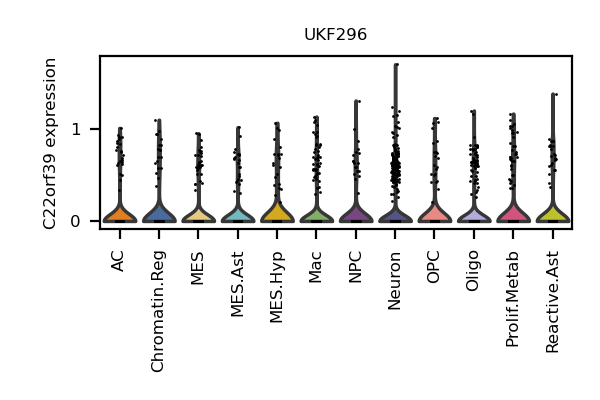 UKF296
C22orf39 expression
1
0
AC
Chromatin.Reg
MES
MES.Ast
MES.Hyp
Mac
NPC
Neuron
OPC
Oligo
Prolif.Metab
Reactive.Ast